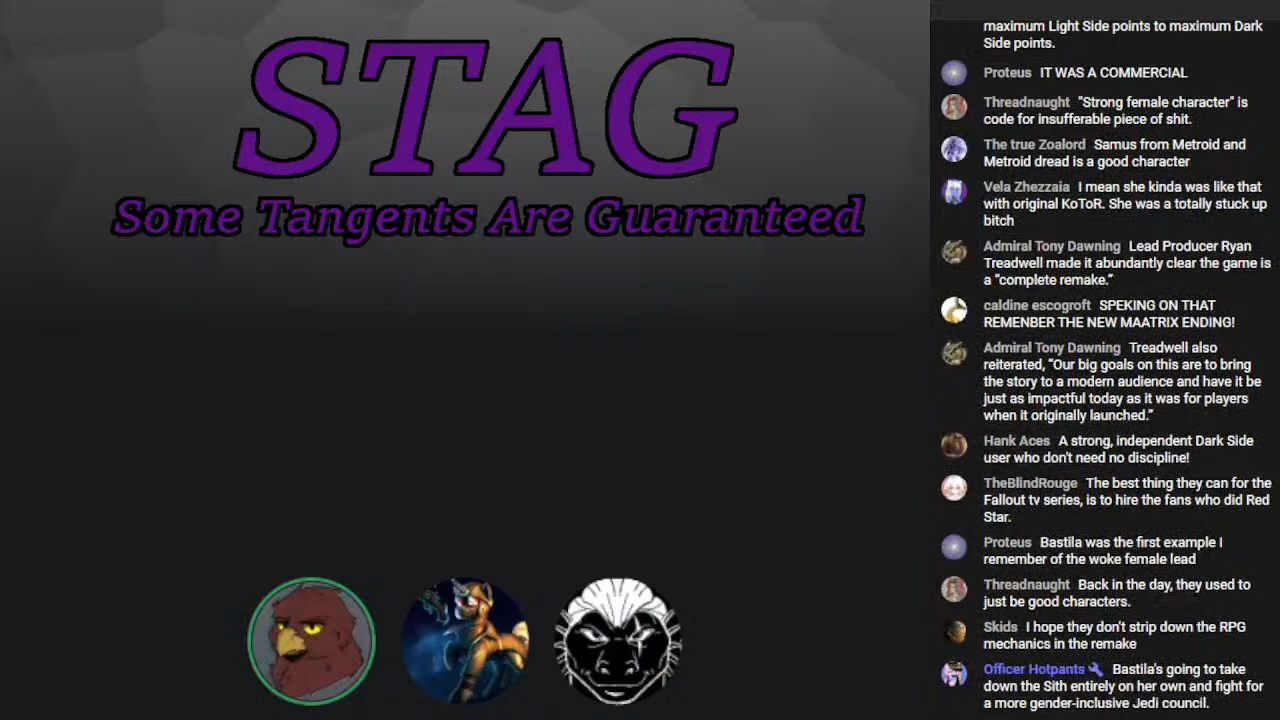 STAG
Some Tangents Are Guaranteed
maximum Light Side points to maximum Dark
Side points.
Proteus IT WAS A COMMERCIAL
Threadnaught "Strong female character" is
code for insufferable piece of shit.
The true Zoalord Samus from Metroid and
Metroid dread is a good character
Vela Zhezzaia I mean she kinda was like that
with original KoToR. She was a totally stuck up
bitch
Admiral Tony Dawning Lead Producer Ryan
Treadwell made it abundantly clear the game is
a “complete remake.”
caldine escogroft SPEKING ON THAT
REMENBER THE NEW MAATRIX ENDING!
Admiral Tony Dawning Treadwell also
reiterated, “Our big goals on this are to bring
the story to a modern audience and have it be
just as impactful today as it was for players
when it originally launched.”
Hank Aces A strong, independent Dark Side
user who don't need no discipline!
TheBlindRouge The best thing they can for the
Fallout tv series, is to hire the fans who did Red
Star.
Proteus Bastila was the first example I
remember of the woke female lead
Threadnaught Back in the day, they used to
just be good characters.
Skids I hope they don't strip down the RPG
mechanics in the remake
Officer Hotpants Bastila's going to take
down the Sith entirely on her own and fight for
a more gender-inclusive Jedi council.